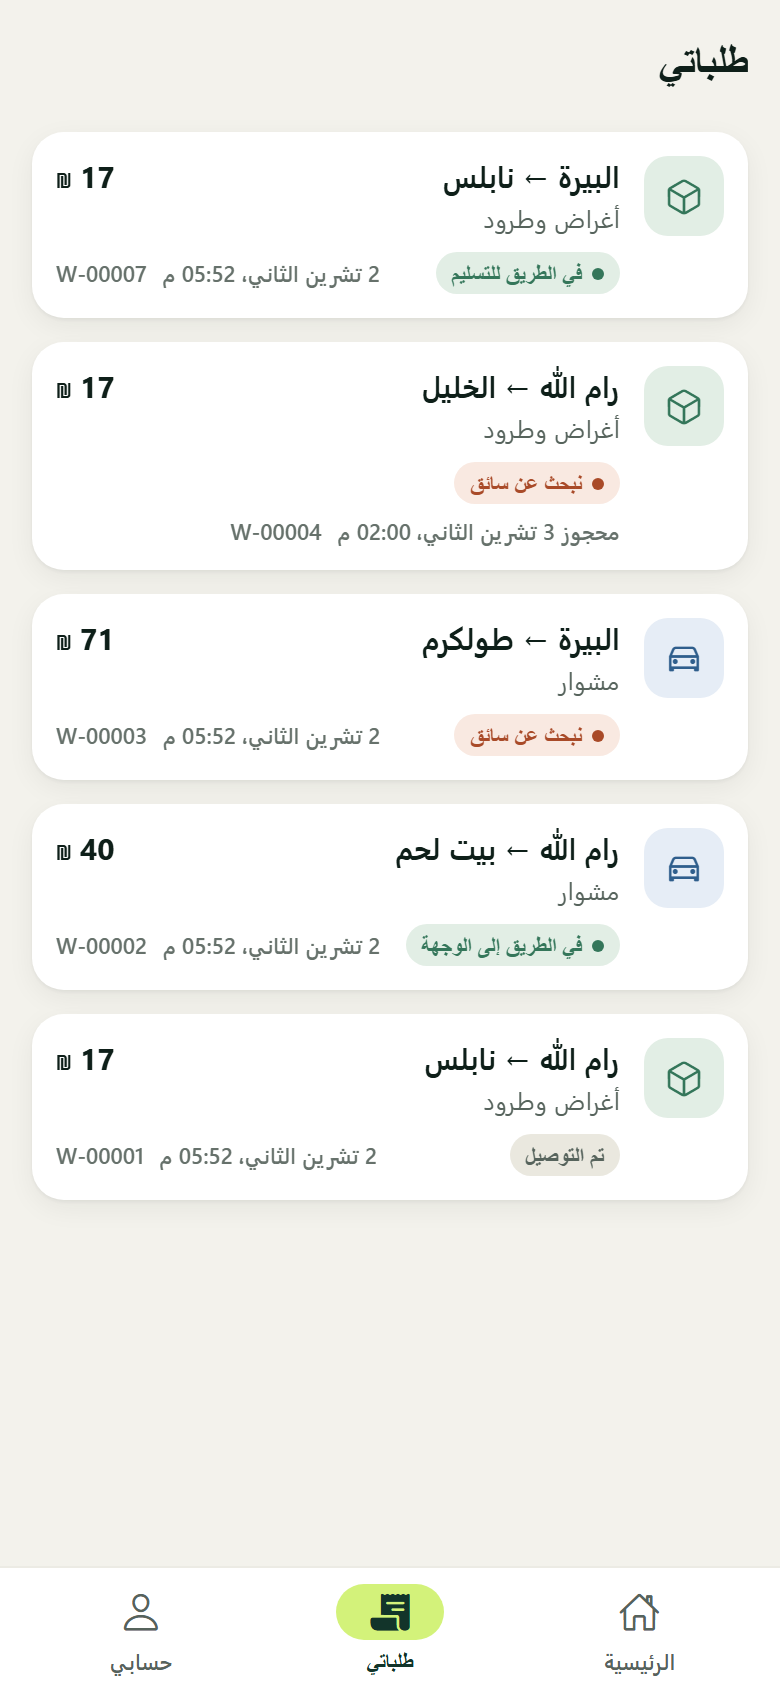 طلباتي
البيرة ← نابلس 17 ₪
أغراض وطرود
في الطريق للتسليم 2 تشرين الثاني، 05:52 م W-00007
رام الله ← الخليل 17 ₪
أغراض وطرود
نبحث عن سائق
محجوز 3 تشرين الثاني، 02:00 م W-00004
البيرة ← طولكرم 71 ₪
مشوار
نبحث عن سائق 2 تشرين الثاني، 05:52 م W-00003
رام الله ← بيت لحم 40 ₪
مشوار
في الطريق إلى الوجهة 2 تشرين الثاني، 05:52 م W-00002
رام الله ← نابلس 17 ₪
أغراض وطرود
تم التوصيل 2 تشرين الثاني، 05:52 م W-00001
الرئيسية طلباتي حسابي